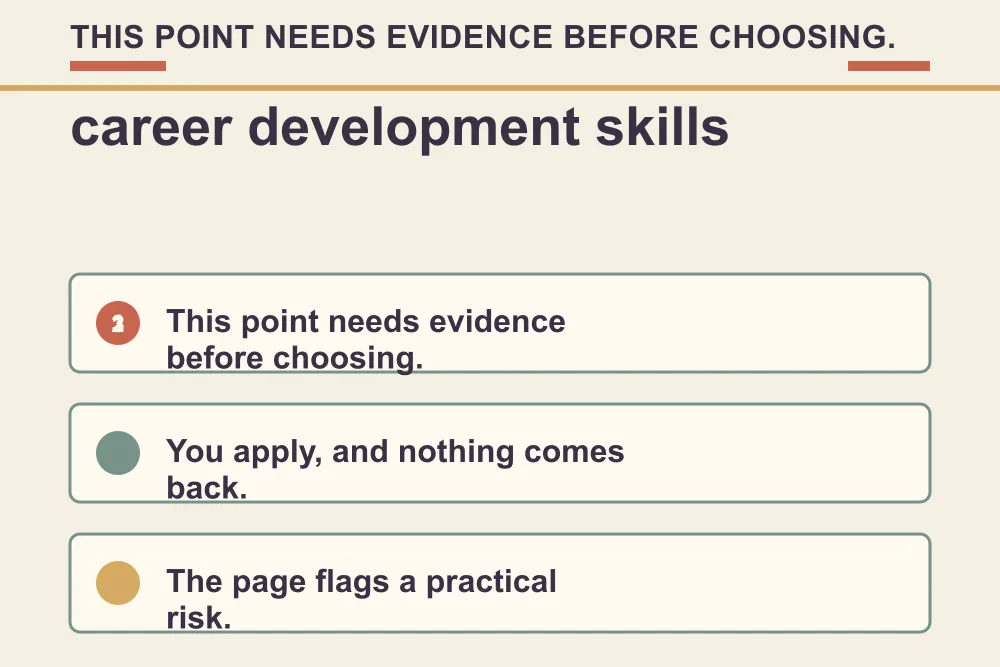 THIS POINT NEEDS EVIDENCE BEFORE CHOOSING.
career development skills
This point needs evidence
before choosing.
You apply, and nothing comes
back.
The page flags a practical
risk.